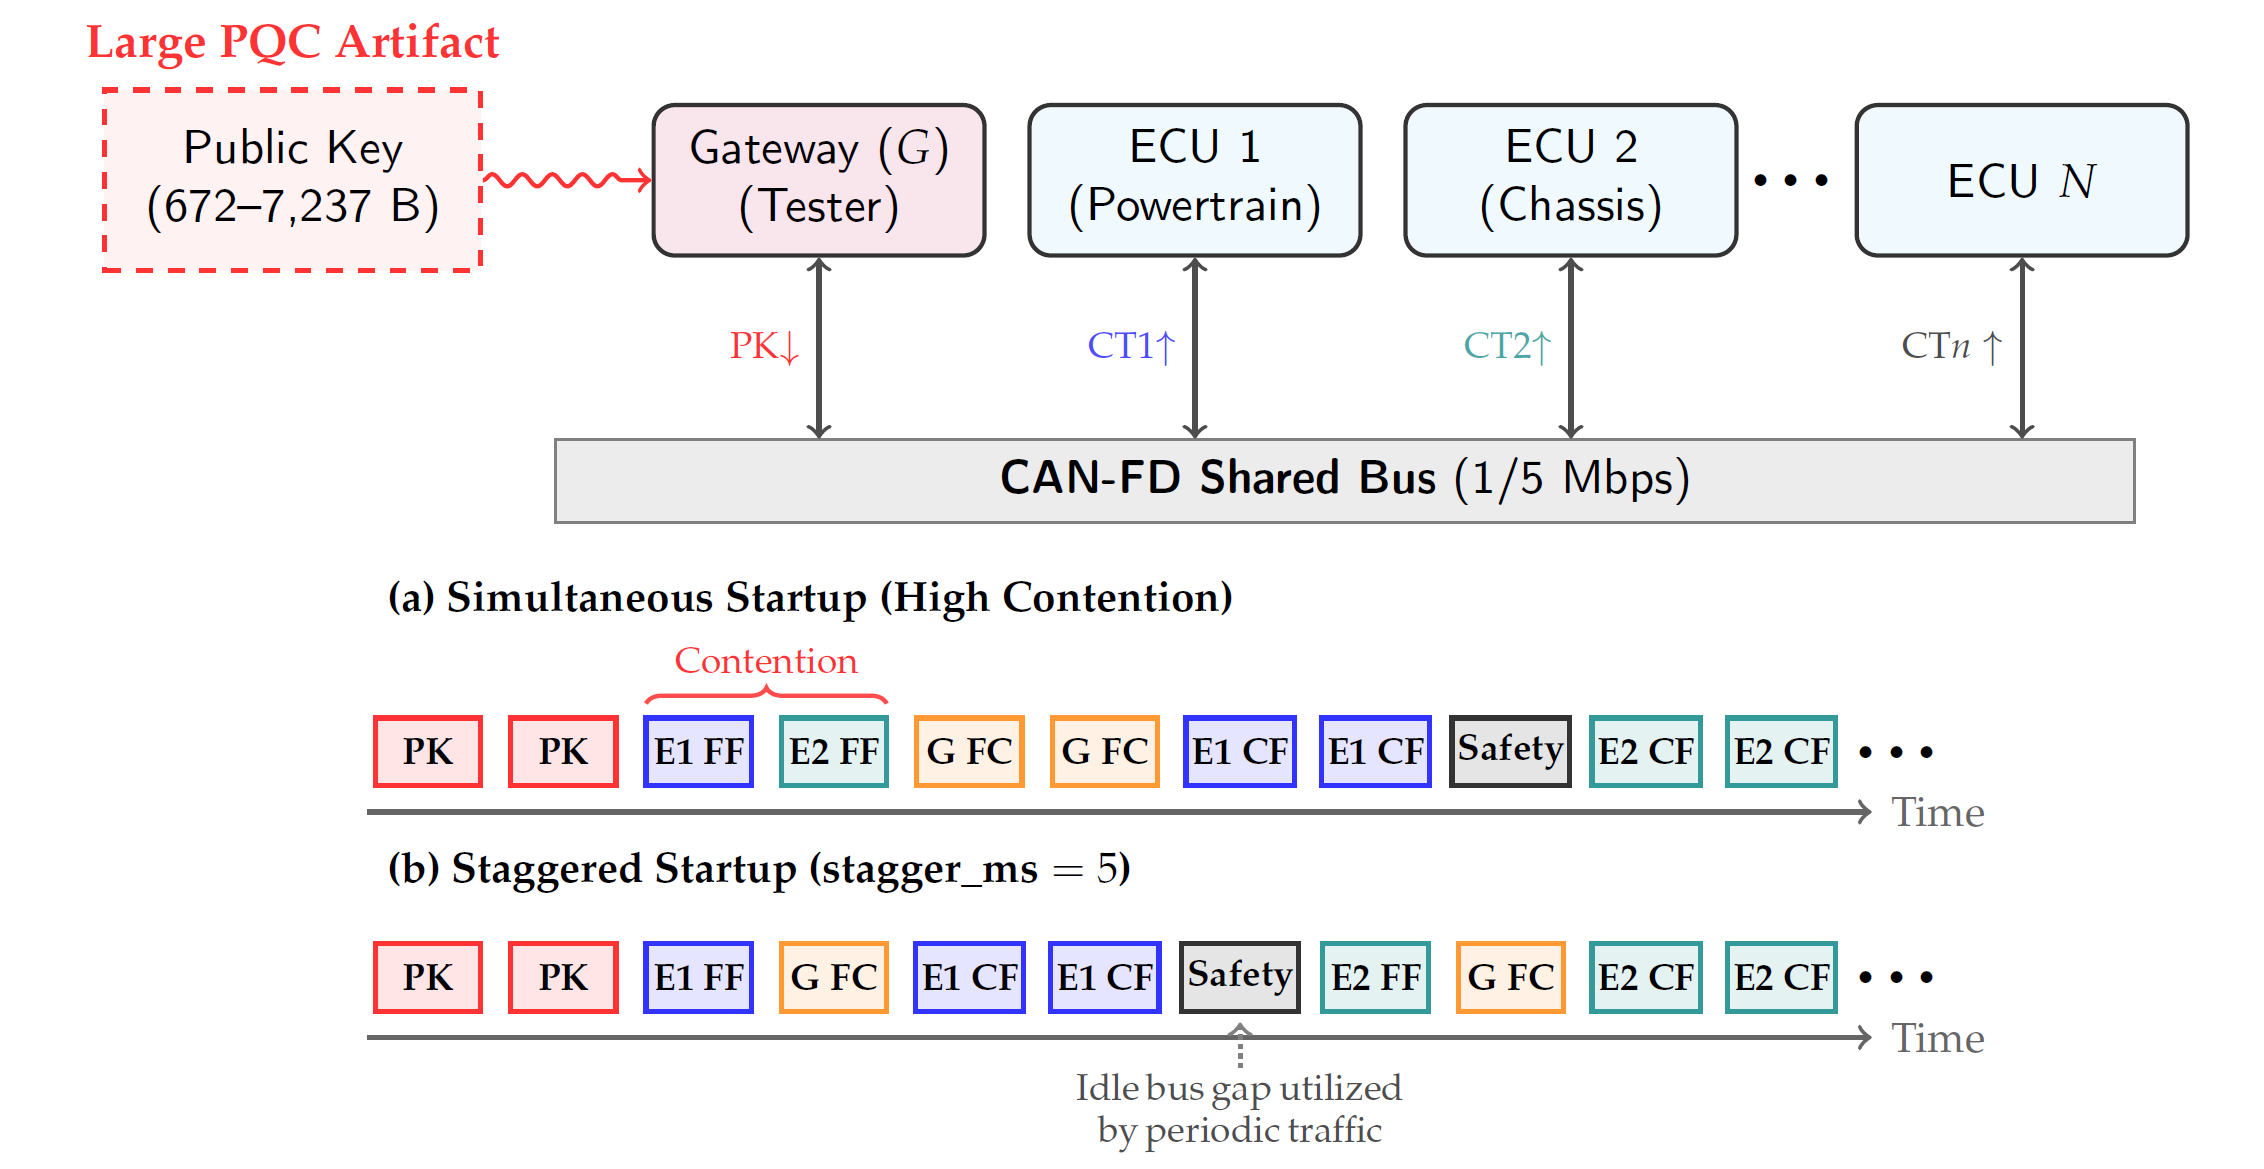 Large PQC Artifact
Public Key
(672–7,237 B)
Gateway (G)
(Tester)
ECU 1
(Powertrain)
ECU 2
(Chassis)
• • •
ECU N
PK↓
CT1↑
CT2↑
CTn ↑
CAN-FD Shared Bus (1/5 Mbps)
(a) Simultaneous Startup (High Contention)
Contention
PK PK E1 FF E2 FF G FC G FC E1 CF E1 CF Safety E2 CF E2 CF • • •
Time
(b) Staggered Startup (stagger_ms = 5)
PK PK E1 FF G FC E1 CF E1 CF Safety E2 FF G FC E2 CF E2 CF • • •
Time
Idle bus gap utilized
by periodic traffic